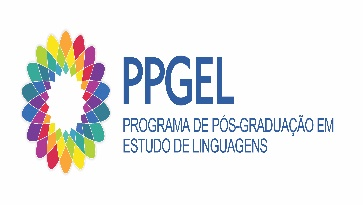 PPGEL
PROGRAMA DE PÓS-GRADUAÇÃO EM
ESTUDO DE LINGUAGENS